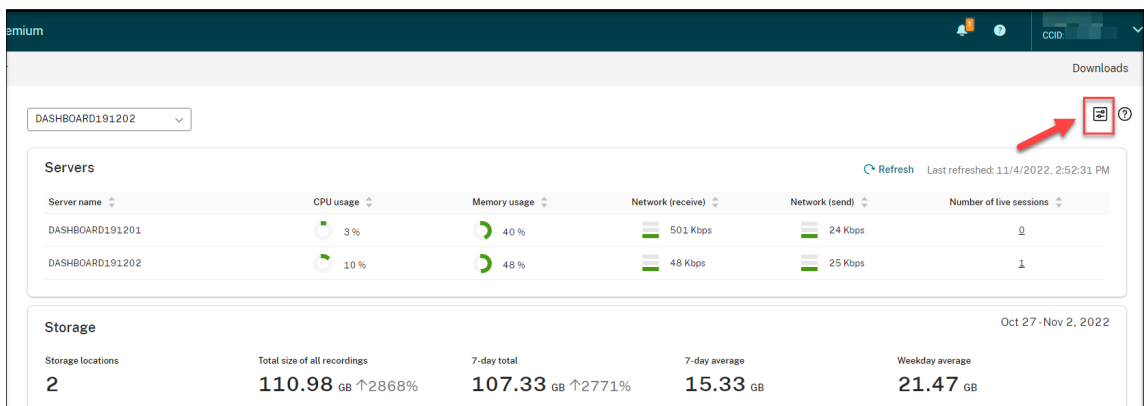 emium
1
?
CCID:
Downloads
DASHBOARD191202
?
Servers
Refresh Last refreshed: 11/4/2022, 2:52:31 PM
Server name CPU usage Memory usage Network (receive) Network (send) Number of live sessions
DASHBOARD191201 3 % 40 % 501 Kbps 24 Kbps 0
DASHBOARD191202 10 % 48 % 48 Kbps 25 Kbps 1
Storage
Oct 27 - Nov 2, 2022
Storage locations Total size of all recordings 7-day total 7-day average Weekday average
2 110.98 GB ↑2868% 107.33 GB ↑2771% 15.33 GB 21.47 GB